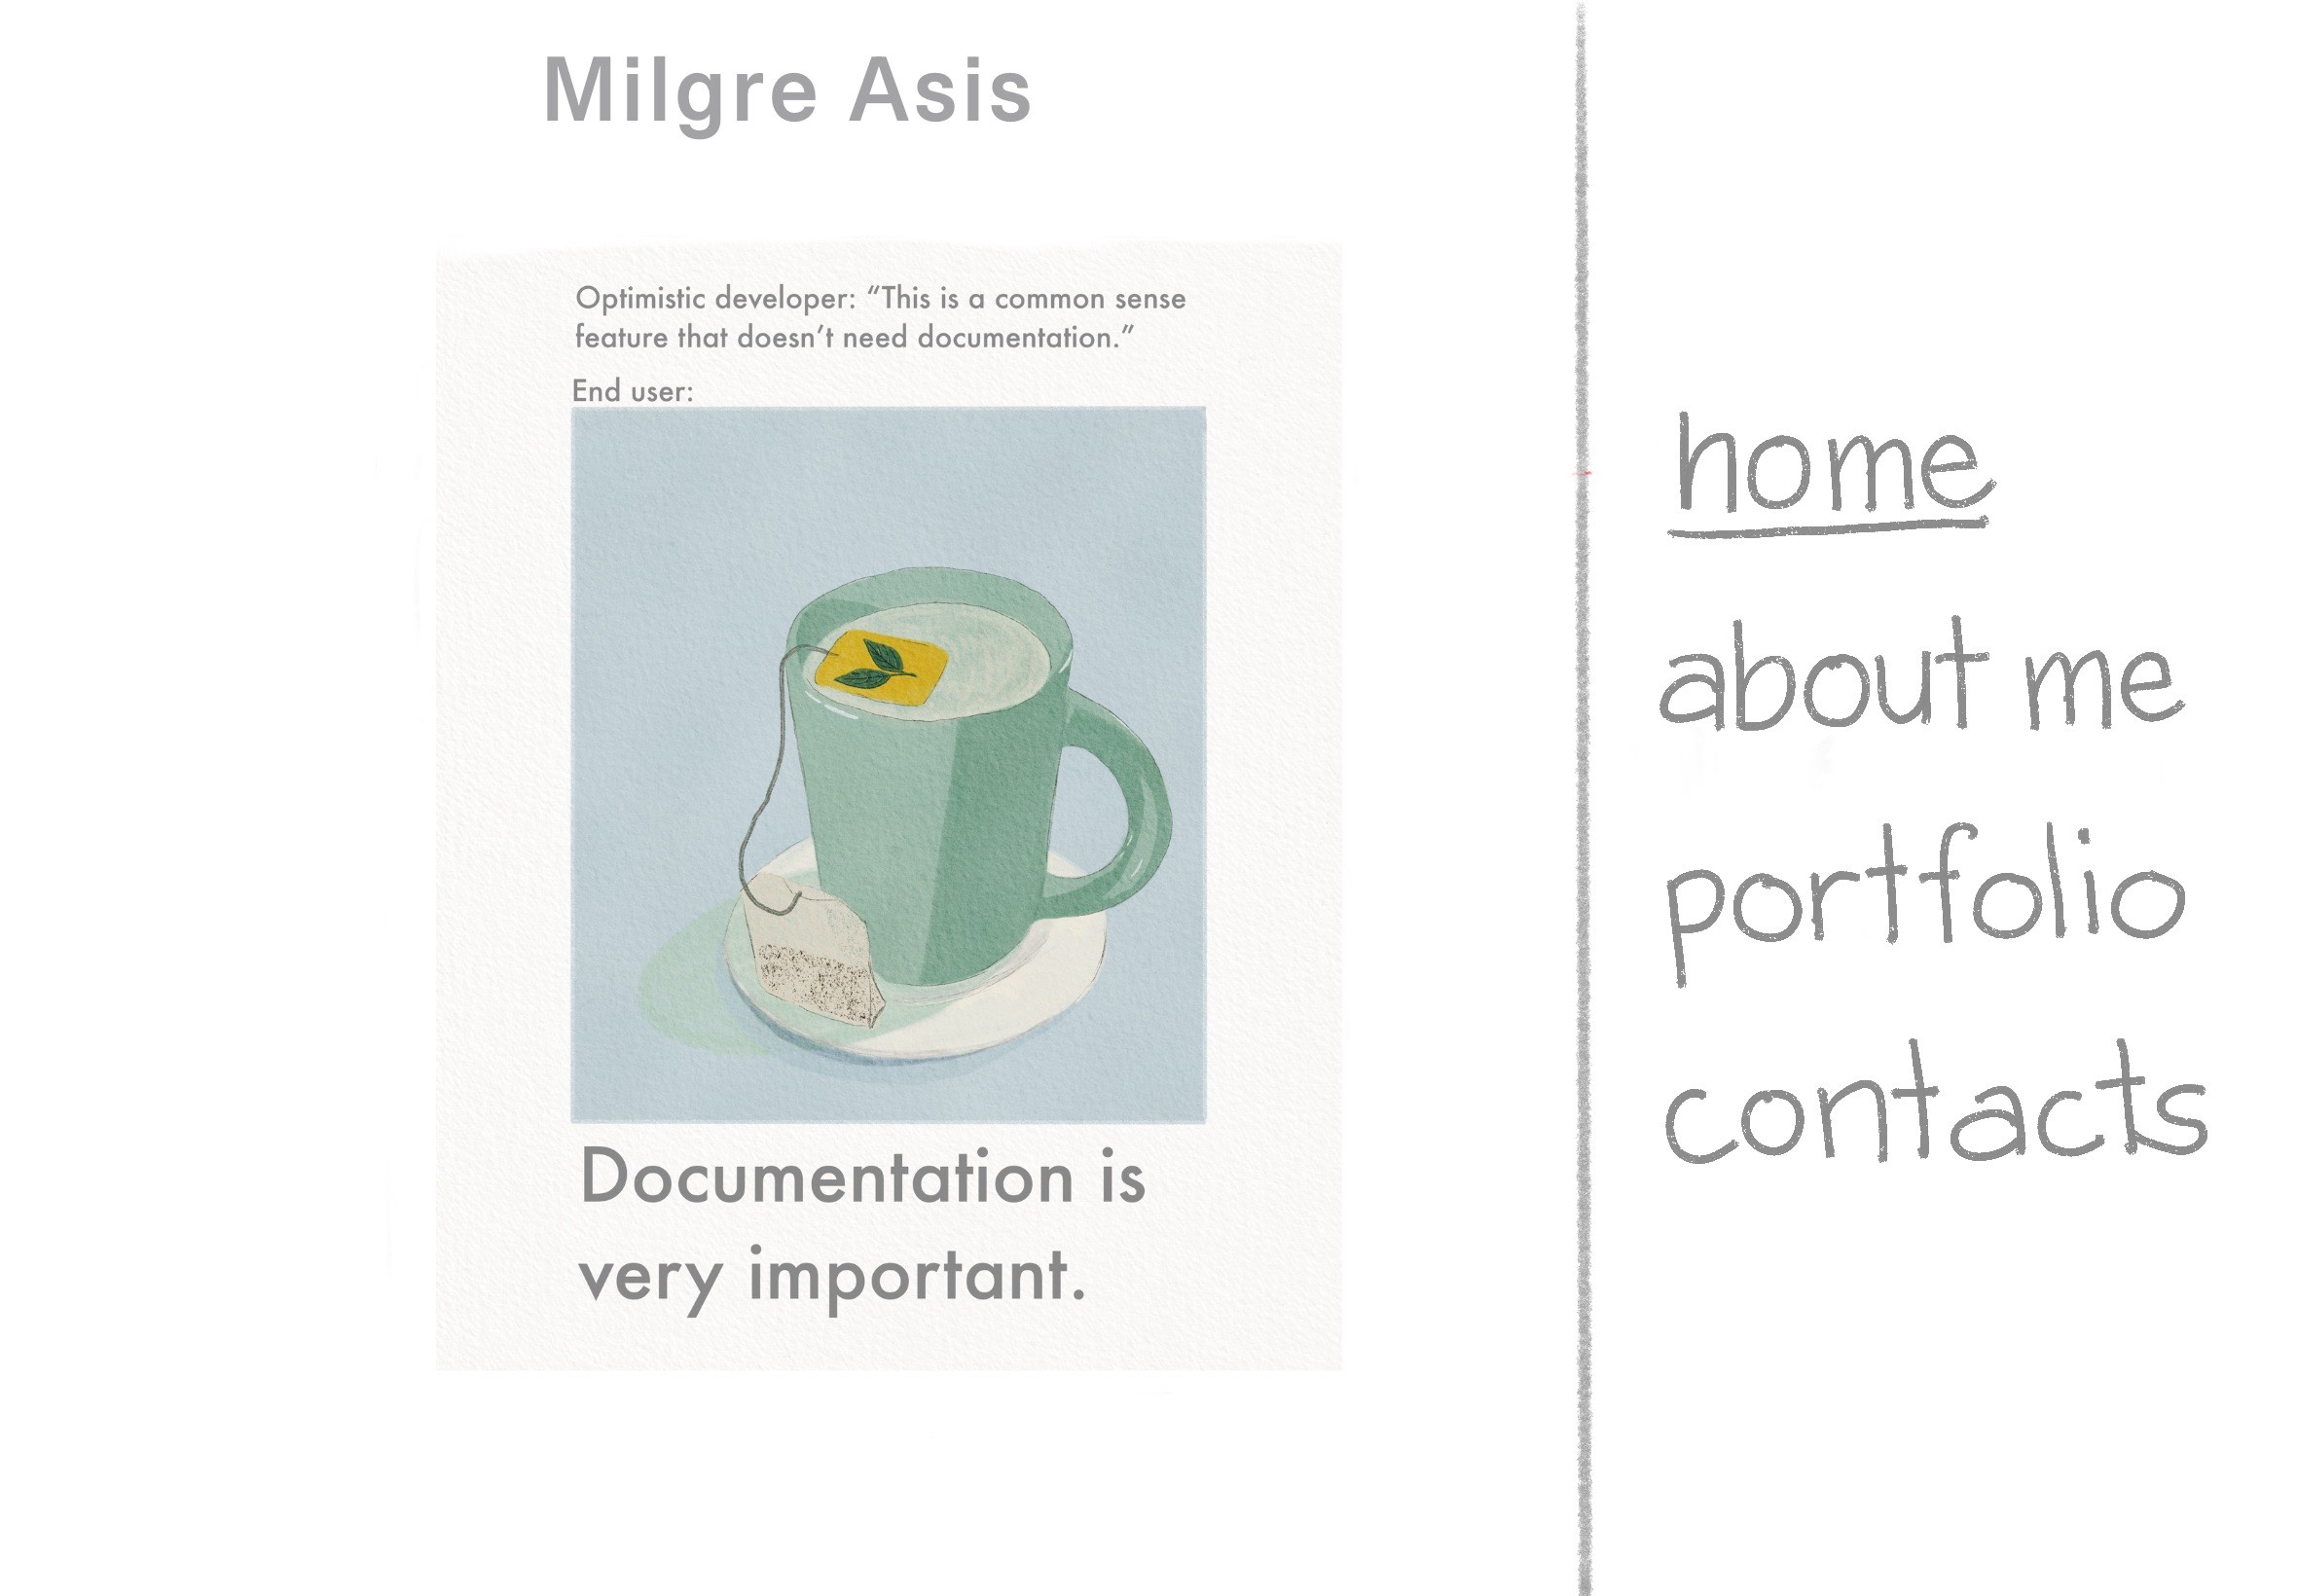 Milgre Asis
Optimistic developer: “This is a common sense
feature that doesn’t need documentation.”
End user:
Documentation is
very important.
home
about me
portfolio
contacts